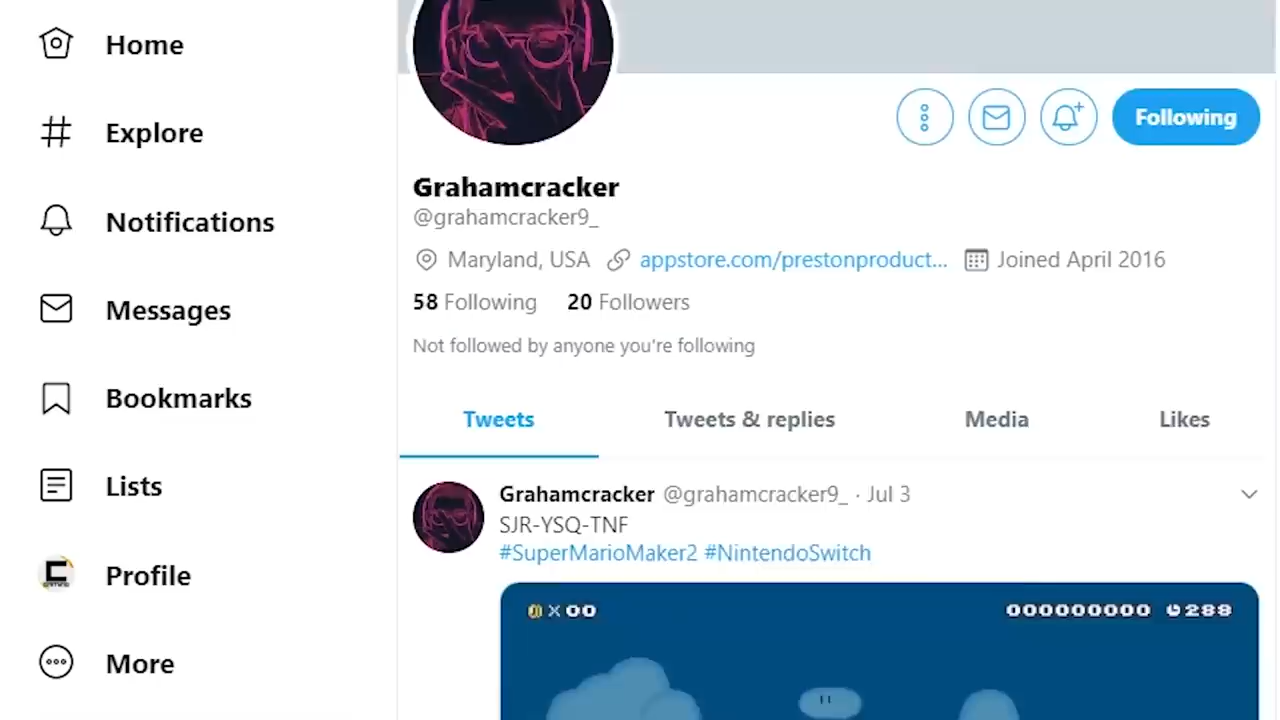 Home
Explore
Notifications
Messages
Bookmarks
Lists
Profile
More
Following
Grahamcracker
@grahamcracker9_
Maryland, USA appstore.com/prestonproduct... Joined April 2016
58 Following 20 Followers
Not followed by anyone you're following
Tweets Tweets & replies Media Likes
Grahamcracker @grahamcracker9_ · Jul 3
SJR-YSQ-TNF
#SuperMarioMaker2 #NintendoSwitch
x00 000000000 288